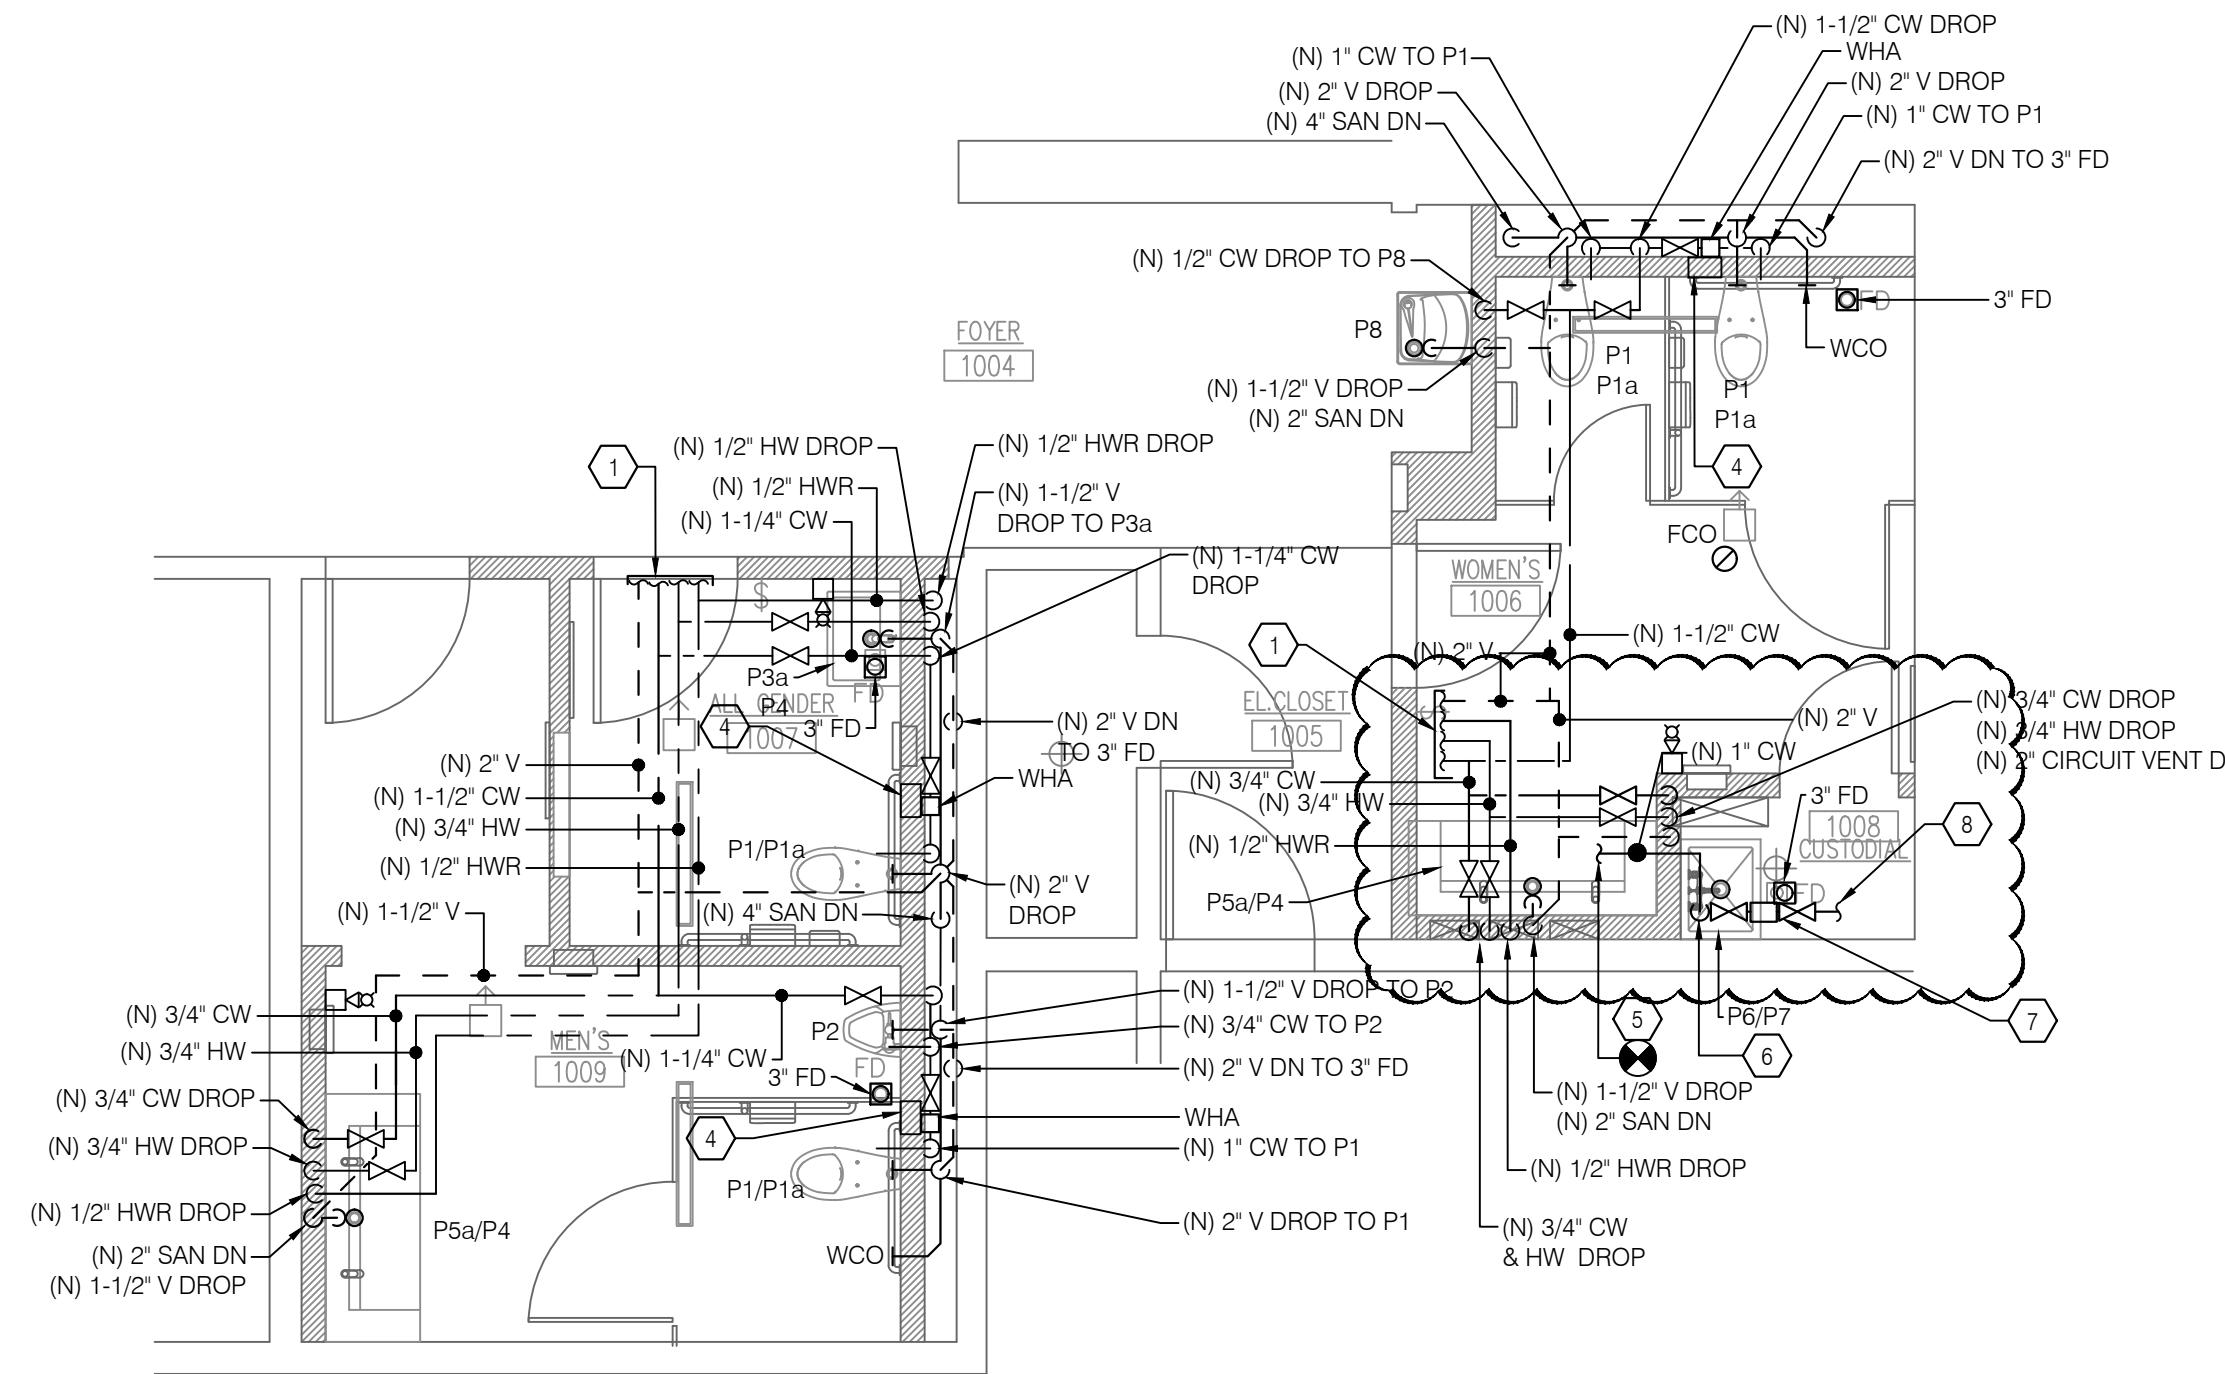 (N) 1-1/2" CW DROP
WHA
(N) 1" CW TO P1
(N) 2" V DROP
(N) 2" V DROP
(N) 1" CW TO P1
(N) 4" SAN DN
(N) 2" V DN TO 3" FD
(N) 1/2" CW DROP TO P8
FD
3" FD
P8
FOYER
1004
WCO
P1
P1a
P1
P1a
(N) 1-1/2" V DROP
(N) 2" SAN DN
(N) 1/2" HW DROP
(N) 1/2" HWR DROP
1
4
(N) 1/2" HWR
(N) 1-1/2" V
DROP TO P3a
(N) 1-1/4" CW
FCO
(N) 1-1/4" CW
DROP
WOMEN'S
1006
$
1
(N) 1-1/2" CW
(N) 2" V
P3a
FD
ALL GENDER
1007
P4
4
3" FD
EL.CLOSET
1005
(N) 3/4" CW DROP
(N) 3/4" HW DROP
(N) 2" CIRCUIT VENT D
(N) 2" V
(N) 2" V DN
TO 3" FD
(N) 1" CW
(N) 2" V
WHA
(N) 3/4" CW
(N) 3/4" HW
(N) 1-1/2" CW
(N) 3/4" HW
3" FD
1008
CUSTODIAL
8
(N) 1/2" HWR
P1/P1a
(N) 1/2" HWR
FD
(N) 2" V
DROP
P5a/P4
(N) 1-1/2" V
(N) 4" SAN DN
(N) 1-1/2" V DROP TO P2
(N) 3/4" CW
P2
(N) 3/4" CW TO P2
5
P6/P7
7
MEN'S
1009
(N) 3/4" HW
(N) 1-1/4" CW
6
FD
3" FD
(N) 2" V DN TO 3" FD
(N) 3/4" CW DROP
(N) 1-1/2" V DROP
(N) 2" SAN DN
WHA
4
(N) 3/4" HW DROP
(N) 1" CW TO P1
(N) 1/2" HWR DROP
P1/P1a
(N) 1/2" HWR DROP
P5a/P4
(N) 2" V DROP TO P1
(N) 3/4" CW
& HW DROP
(N) 2" SAN DN
(N) 1-1/2" V DROP
WCO